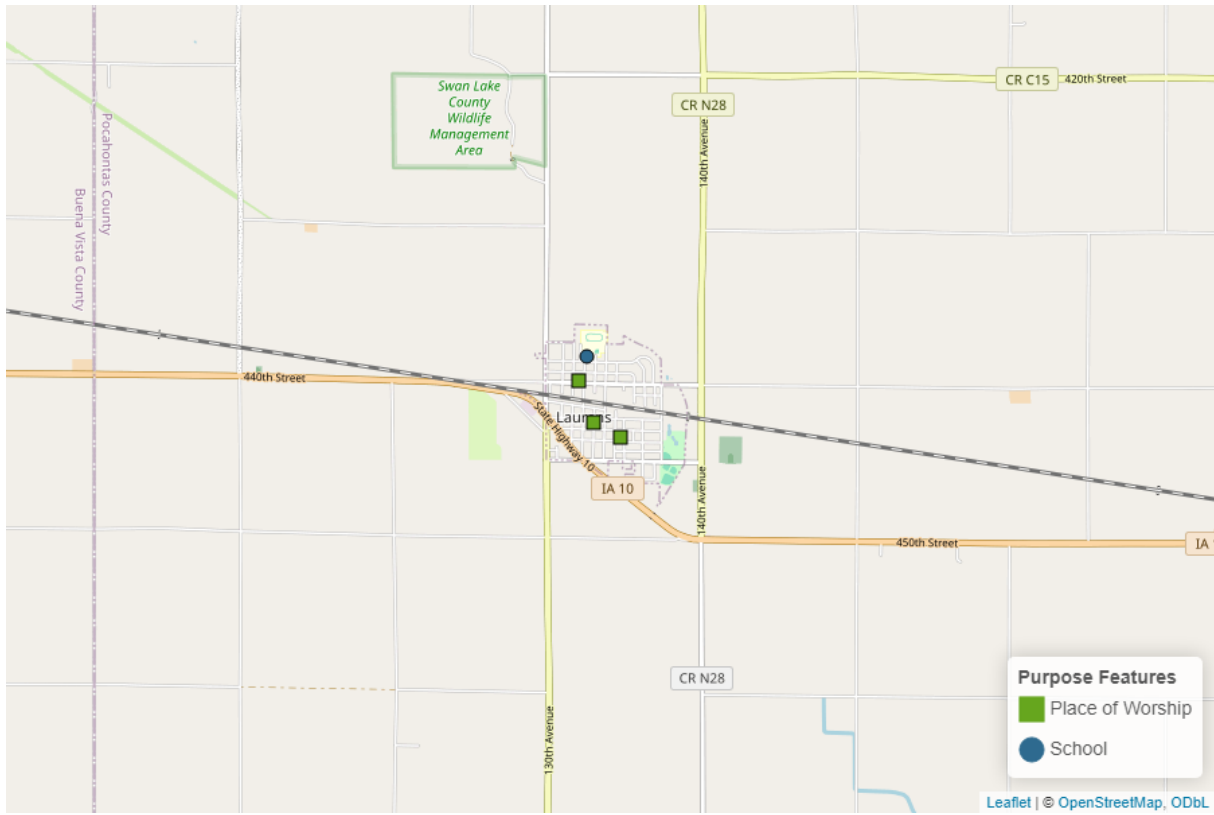 Swan Lake
County
Wildlife
Management
Area
CR C15
420th Street
CR N28
140th Avenue
Pocahontas County
Buena Vista County
440th Street
State Highway 10
IA 10
140th Avenue
450th Street
IA
CR N28
130th Avenue
Purpose Features
Place of Worship
School
Leaflet | © OpenStreetMap, ODbL